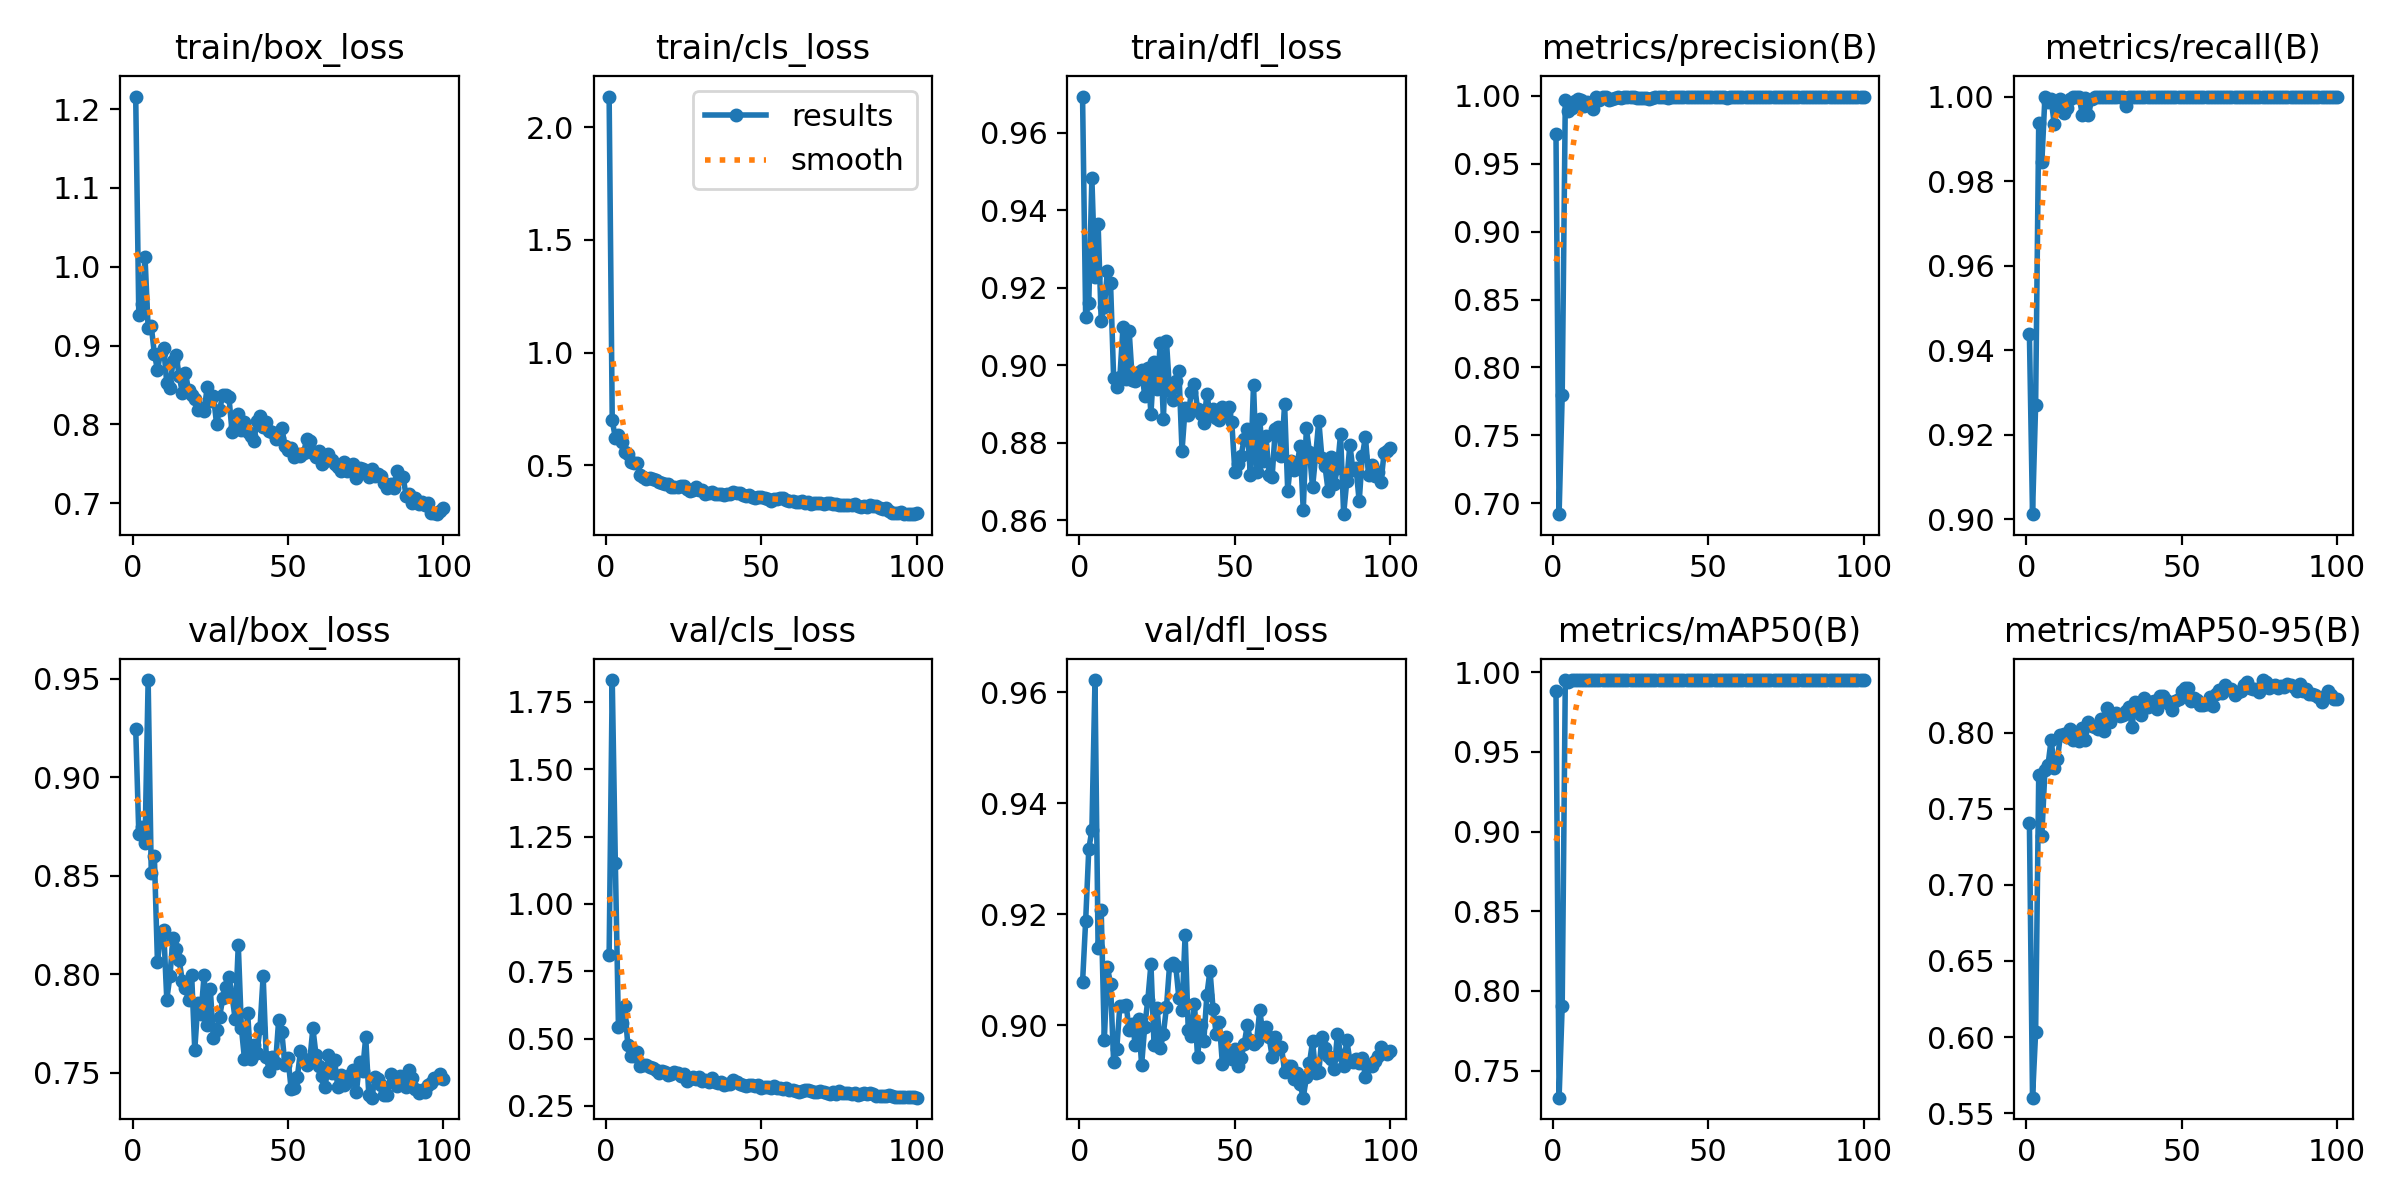 train/box_loss
1.2
1.1
1.0
0.9
0.8
0.7
0 50 100
train/cls_loss
results
smooth
2.0
1.5
1.0
0.5
0 50 100
train/dfl_loss
0.96
0.94
0.92
0.90
0.88
0.86
0 50 100
metrics/precision(B)
1.00
0.95
0.90
0.85
0.80
0.75
0.70
0 50 100
metrics/recall(B)
1.00
0.98
0.96
0.94
0.92
0.90
0 50 100
val/box_loss
0.95
0.90
0.85
0.80
0.75
0 50 100
val/cls_loss
1.75
1.50
1.25
1.00
0.75
0.50
0.25
0 50 100
val/dfl_loss
0.96
0.94
0.92
0.90
0 50 100
metrics/mAP50(B)
1.00
0.95
0.90
0.85
0.80
0.75
0 50 100
metrics/mAP50-95(B)
0.80
0.75
0.70
0.65
0.60
0.55
0 50 100